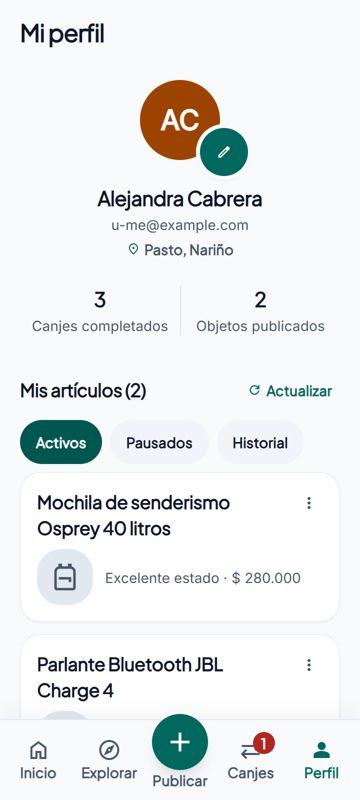 Mi perfil
AC
Alejandra Cabrera
u-me@example.com
Pasto, Nariño
3
Canjes completados
2
Objetos publicados
Mis artículos (2)
Actualizar
Activos
Pausados
Historial
Mochila de senderismo
Osprey 40 litros
Excelente estado · $ 280.000
Parlante Bluetooth JBL
Charge 4
1
Inicio
Explorar
Publicar
Canjes
Perfil